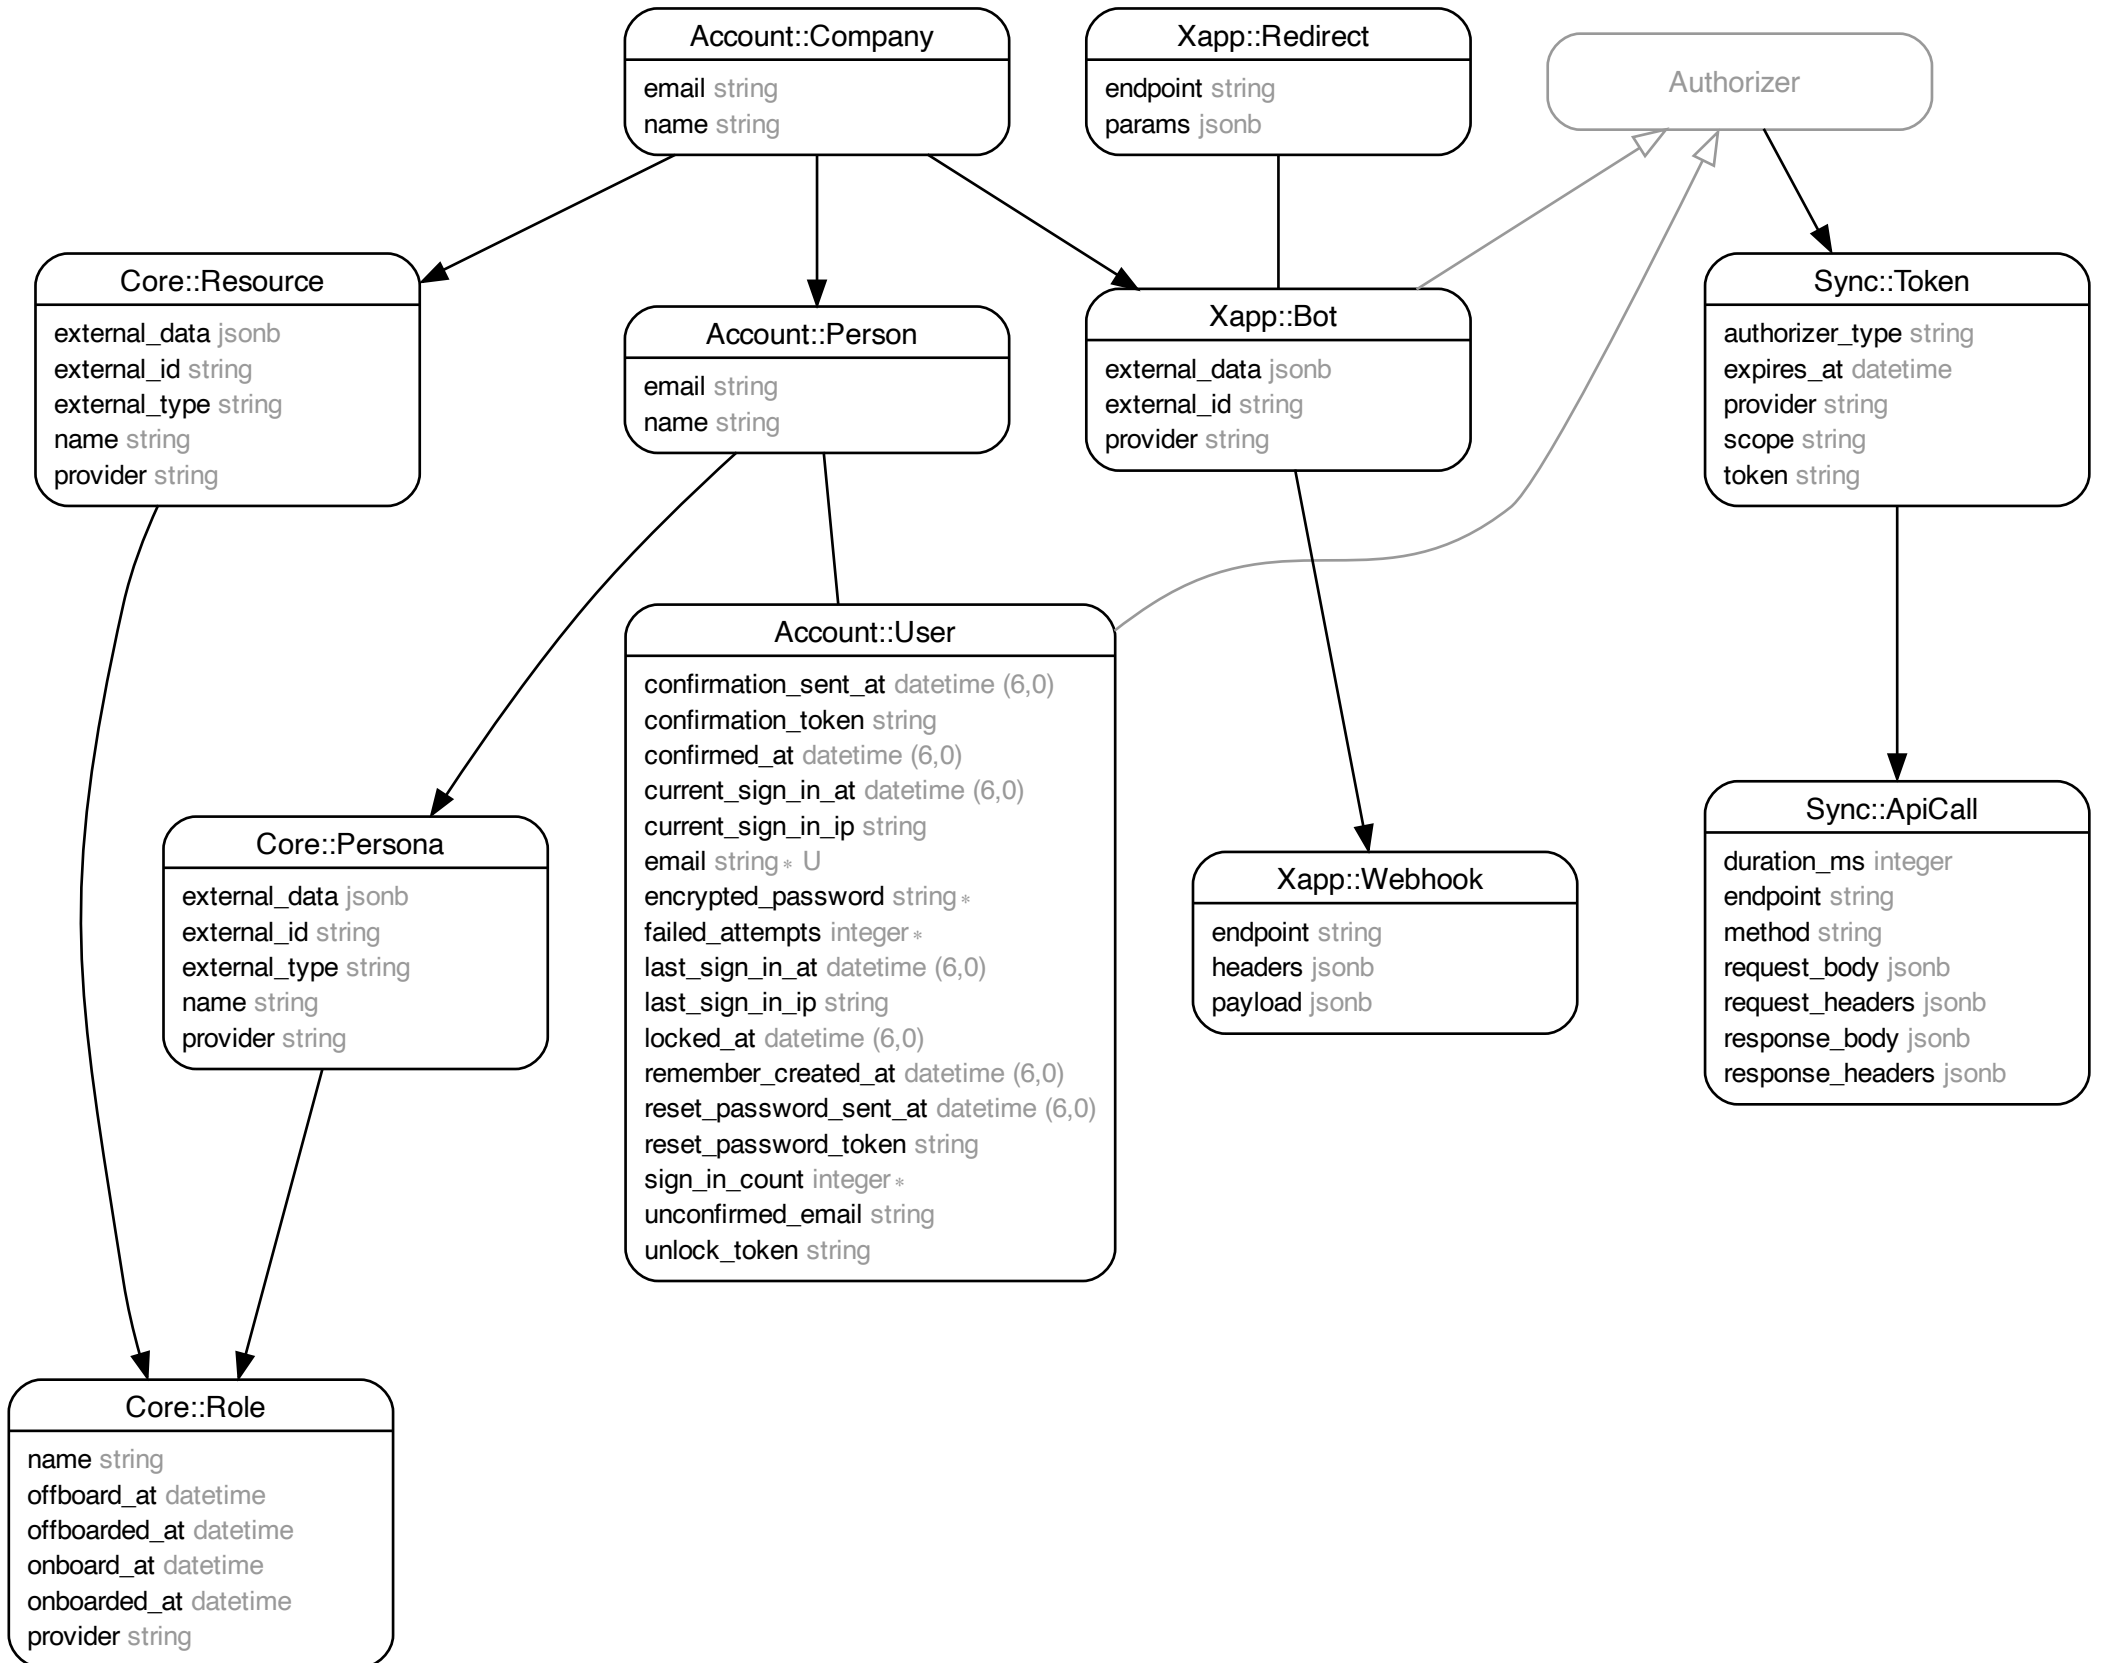 Account::Company
email string
name string
Xapp::Redirect
endpoint string
params jsonb
Authorizer
Core::Resource
external_data jsonb
external_id string
external_type string
name string
provider string
Account::Person
email string
name string
Xapp::Bot
external_data jsonb
external_id string
provider string
Sync::Token
authorizer_type string
expires_at datetime
provider string
scope string
token string
Account::User
confirmation_sent_at datetime (6,0)
confirmation_token string
confirmed_at datetime (6,0)
current_sign_in_at datetime (6,0)
current_sign_in_ip string
email string* U
encrypted_password string*
failed_attempts integer*
last_sign_in_at datetime (6,0)
last_sign_in_ip string
locked_at datetime (6,0)
remember_created_at datetime (6,0)
reset_password_sent_at datetime (6,0)
reset_password_token string
sign_in_count integer*
unconfirmed_email string
unlock_token string
Core::Persona
external_data jsonb
external_id string
external_type string
name string
provider string
Xapp::Webhook
endpoint string
headers jsonb
payload jsonb
Sync::ApiCall
duration_ms integer
endpoint string
method string
request_body jsonb
request_headers jsonb
response_body jsonb
response_headers jsonb
Core::Role
name string
offboard_at datetime
offboarded_at datetime
onboard_at datetime
onboarded_at datetime
provider string